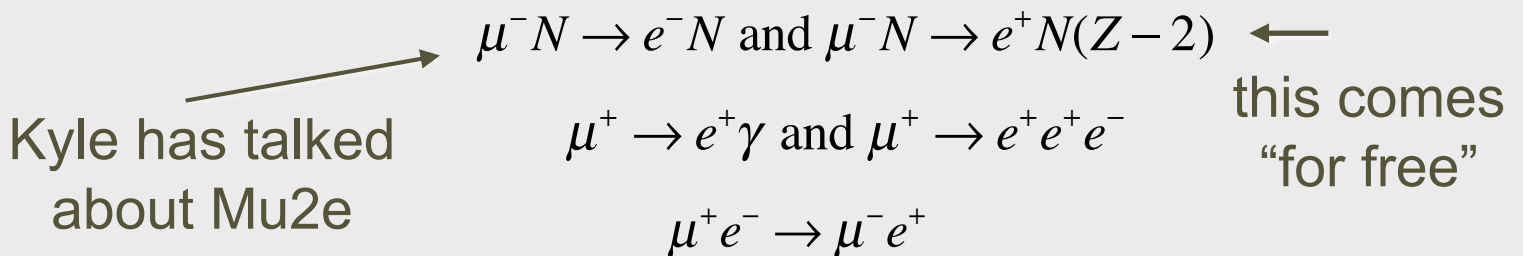 μ⁻N → e⁻N and μ⁻N → e⁺N(Z − 2)
Kyle has talked
about Mu2e
μ⁺ → e⁺γ and μ⁺ → e⁺e⁺e⁻
this comes
“for free”
μ⁺e⁻ → μ⁻e⁺